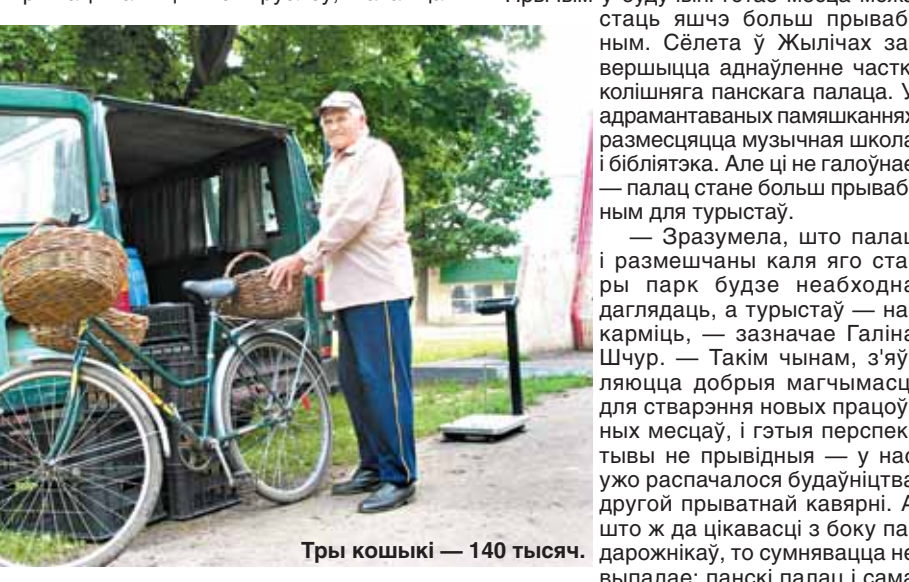 стаць яшчэ больш прываб
ным. Сёлета ў Жылічах за
вершыцца аднаўленне частк
колішняга панскага палаца. У
адрамантаваных памяшканнях
размесцяцца музычная школа
і бібліятэка. Але ці не галоўнае
— палац стане больш прываб
ным для турыстаў.
— Зразумела, што палац
і размешчаны каля яго ста
ры парк будзе неабходна
даглядаць, а турыстаў — на
карміць, — зазначае Галіна
Шчур. — Такім чынам, з'яў
ляюцца добрыя магчымасц
для стварэння новых працоў
ных месцаў, і гэтыя перспек
тывы не прывідныя — у нас
ужо распачалося будаўніцтва
другой прыватнай кавярні. А
што ж да цікавасці з боку па
дарожнікаў, то сумнявацца не
выпадае: панскі палац і сама
Тры кошыкі — 140 тысяч.